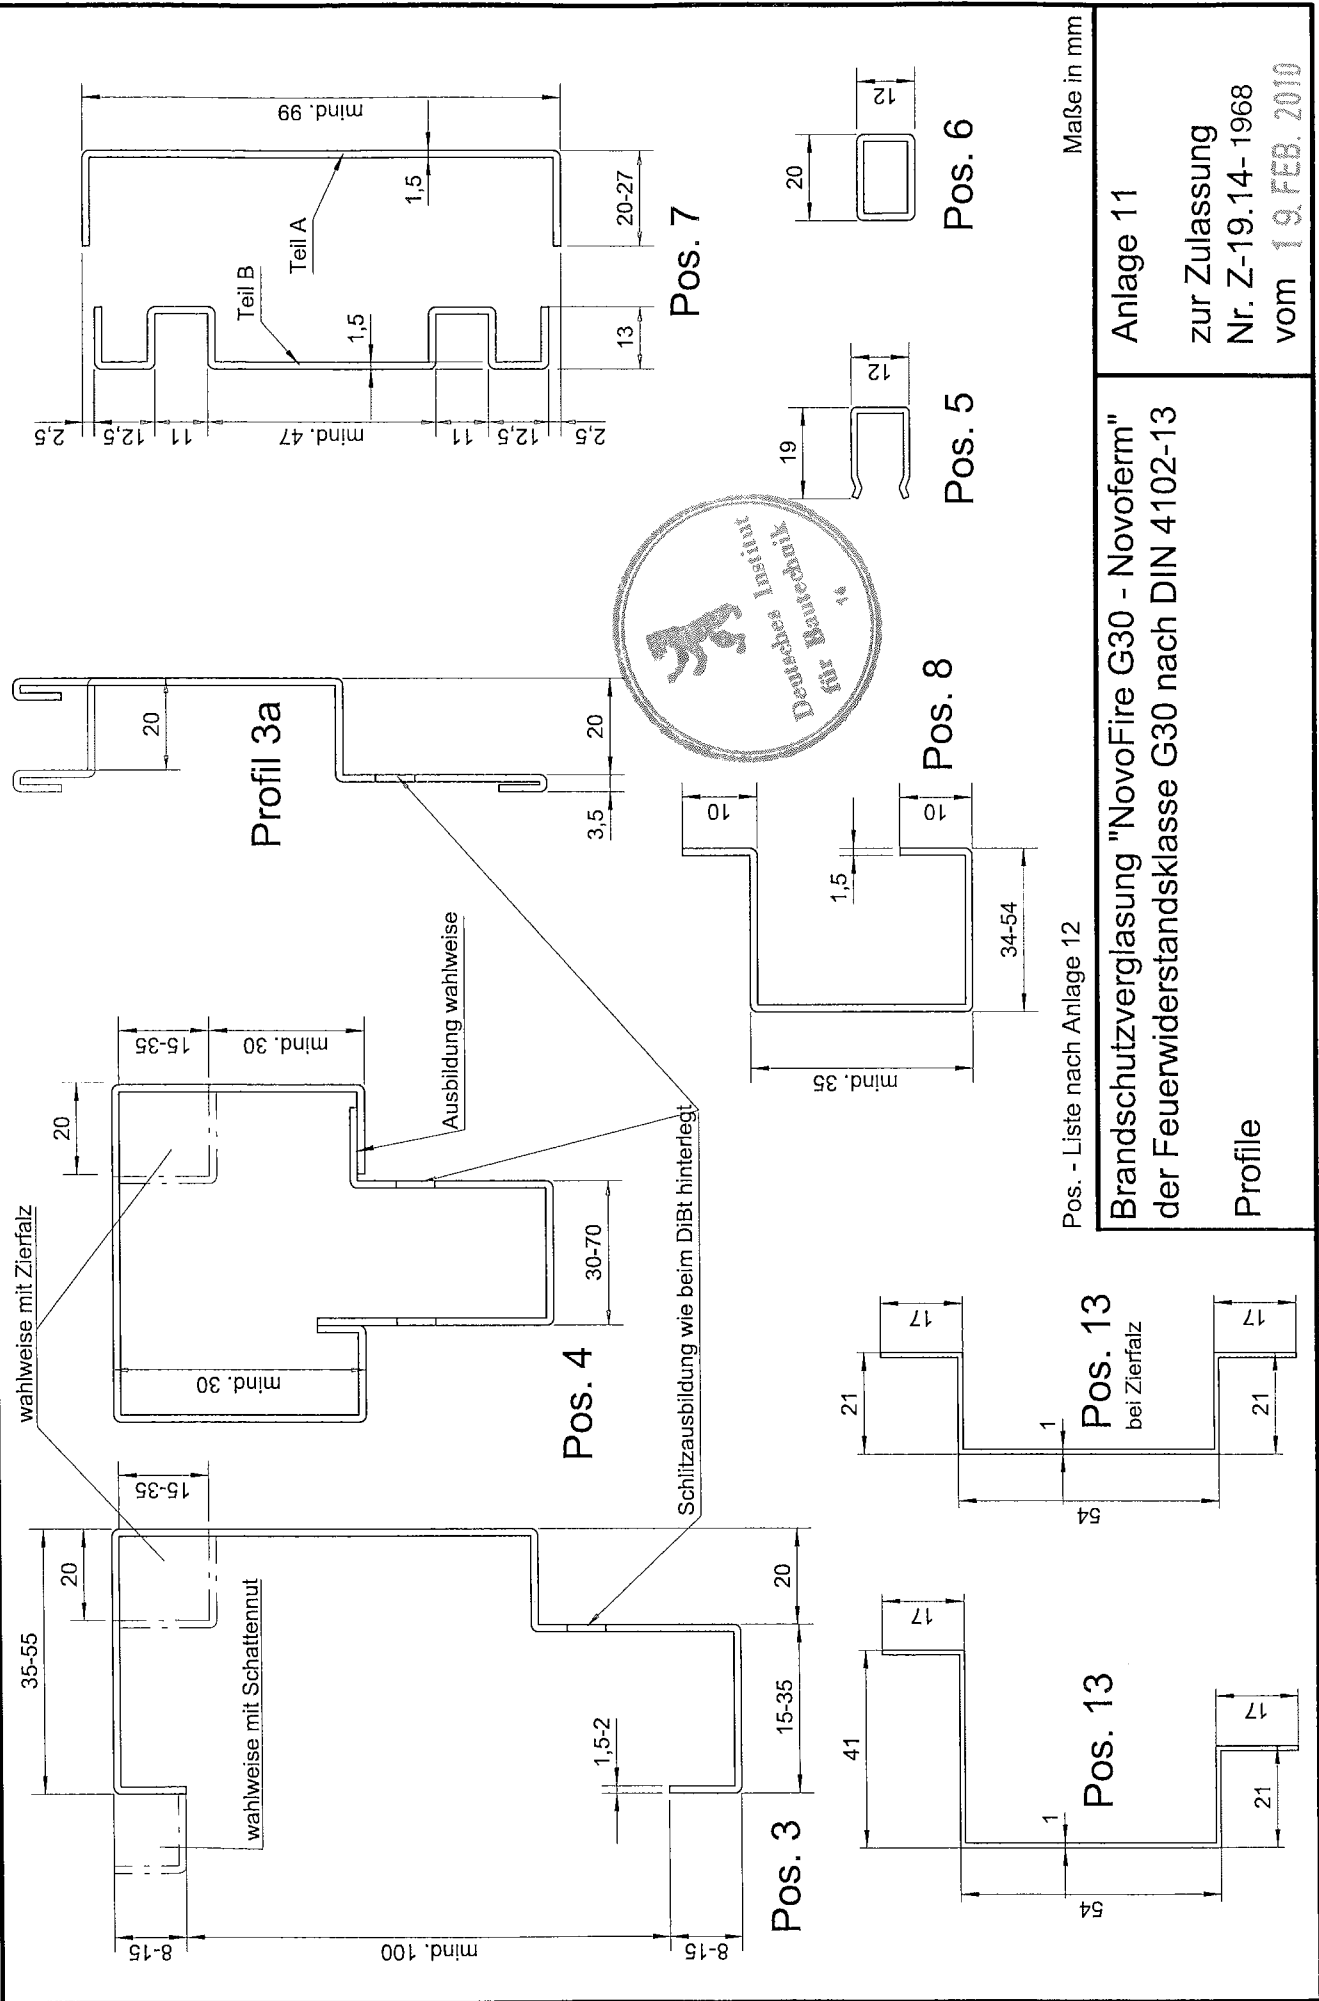 35-55
20
15-35
wahlweise mit Zierfalz
wahlweise mit Schattennut
8-15
mind. 100
8-15
1,5-2
15-35
20
Pos. 3
20
15-35
mind. 30
mind. 30
Ausbildung wahlweise
30-70
Pos. 4
Schlitzausbildung wie beim DiBt hinterlegt
20
Profil 3a
20
3,5
2,5
12,5
11
mind. 47
11
12,5
2,5
Teil B
Teil A
1,5
1,5
mind. 99
13
20-27
Pos. 7
41
17
1
54
21
17
Pos. 13
21
17
1
54
21
17
Pos. 13
bei Zierfalz
10
10
1,5
mind. 35
34-54
Pos. 8
19
12
Pos. 5
20
12
Pos. 6
Deutsches Institut
für Bautechnik
14
Pos. - Liste nach Anlage 12
Maße in mm
Brandschutzverglasung "NovoFire G30 - Novoferm"
der Feuerwiderstandsklasse G30 nach DIN 4102-13
Profile
Anlage 11
zur Zulassung
Nr. Z-19.14-1968
vom 19. FEB. 2010